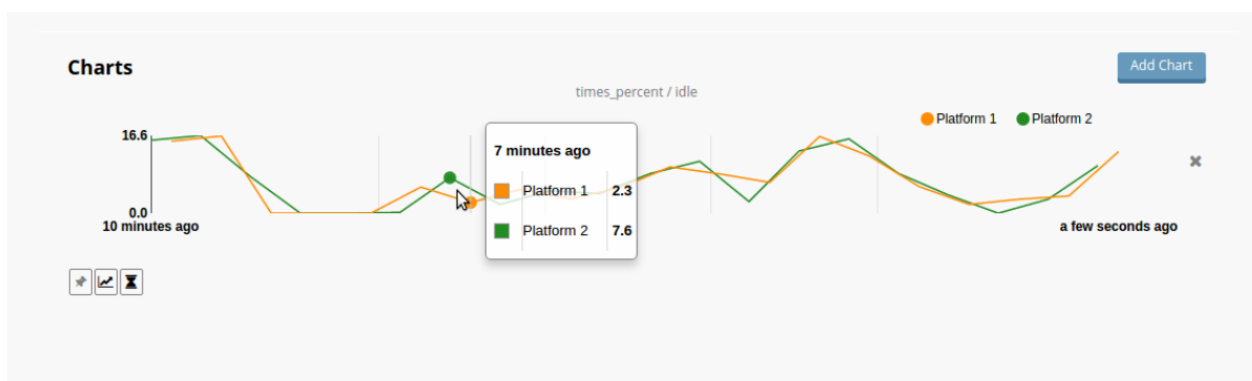 Charts
Add Chart
times_percent / idle
Platform 1
Platform 2
16.6
0.0
10 minutes ago
a few seconds ago
7 minutes ago
Platform 1 2.3
Platform 2 7.6